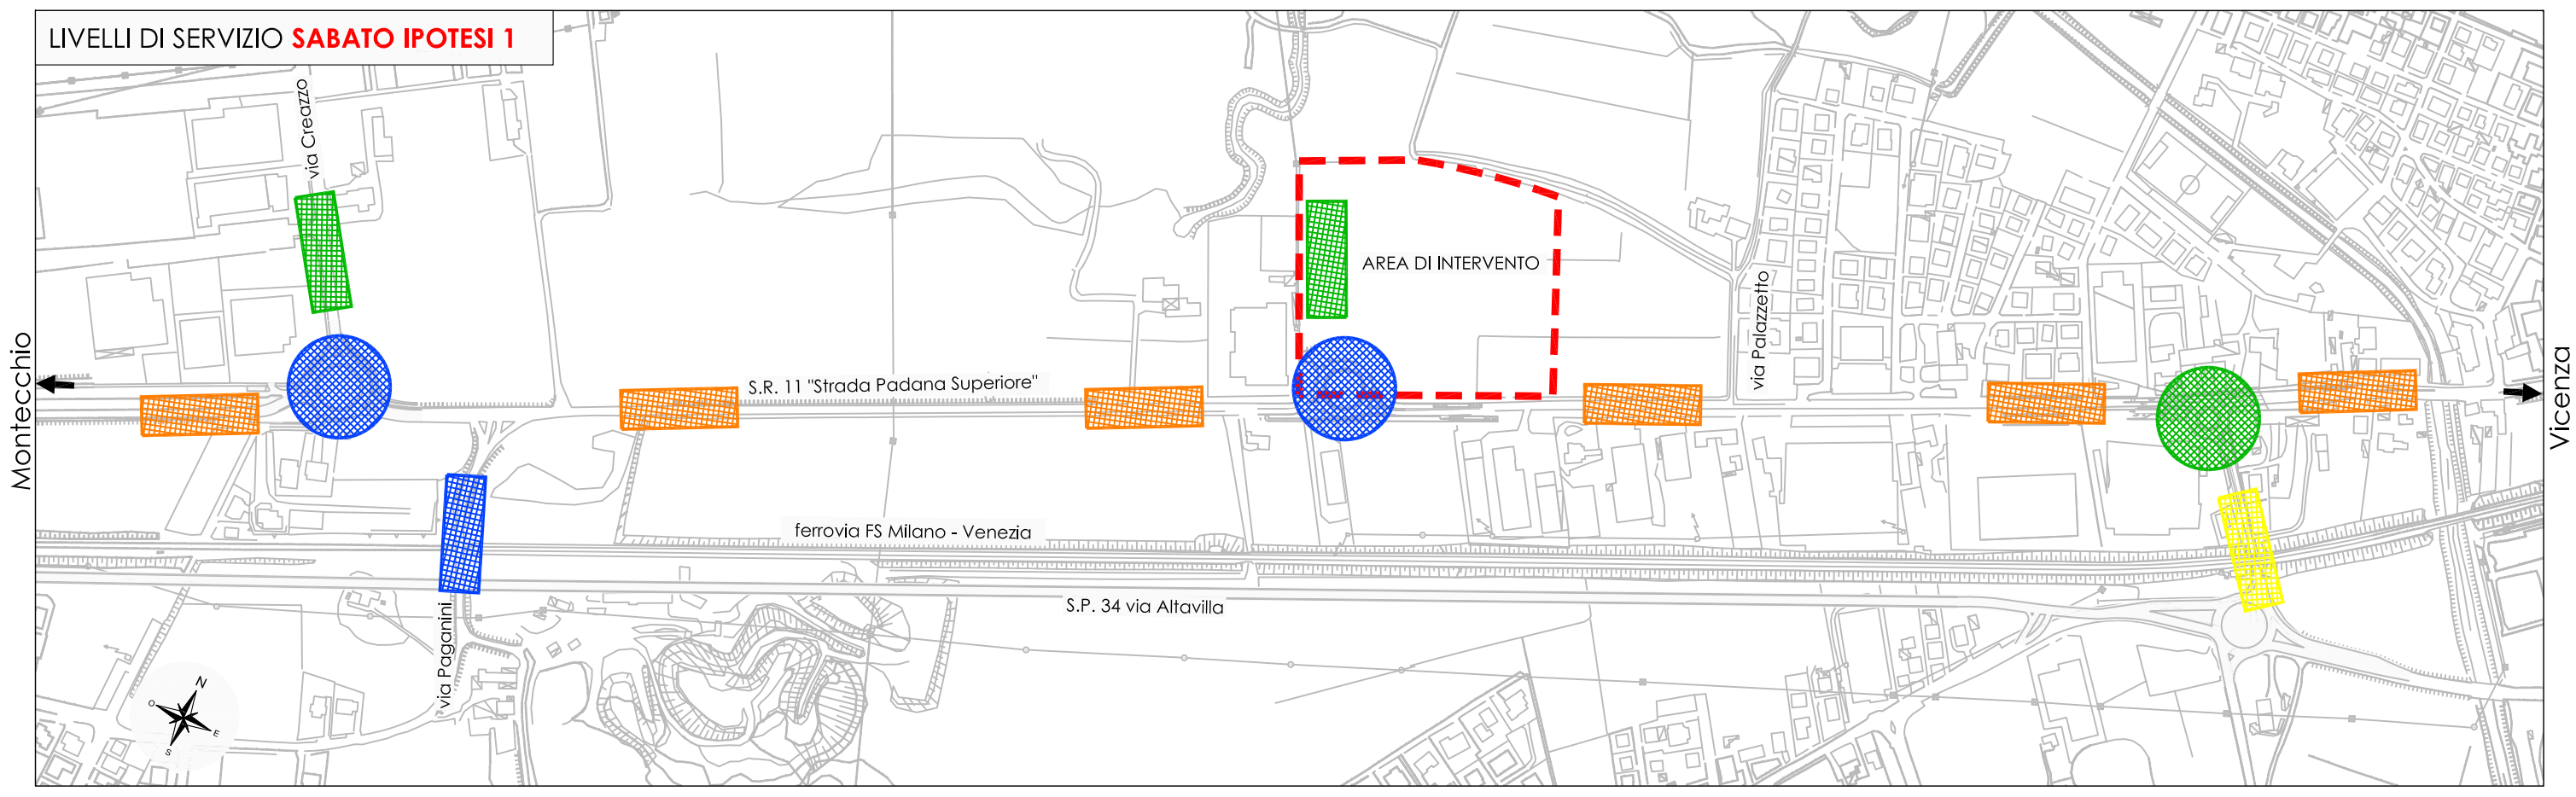 LIVELLI DI SERVIZIO SABATO IPOTESI 1
via Creazzo
AREA DI INTERVENTO
via Palazzetto
Montecchio
S.R. 11 "Strada Padana Superiore"
Vicenza
ferrovia FS Milano - Venezia
S.P. 34 via Altavilla
via Paganini
N
O
E
S